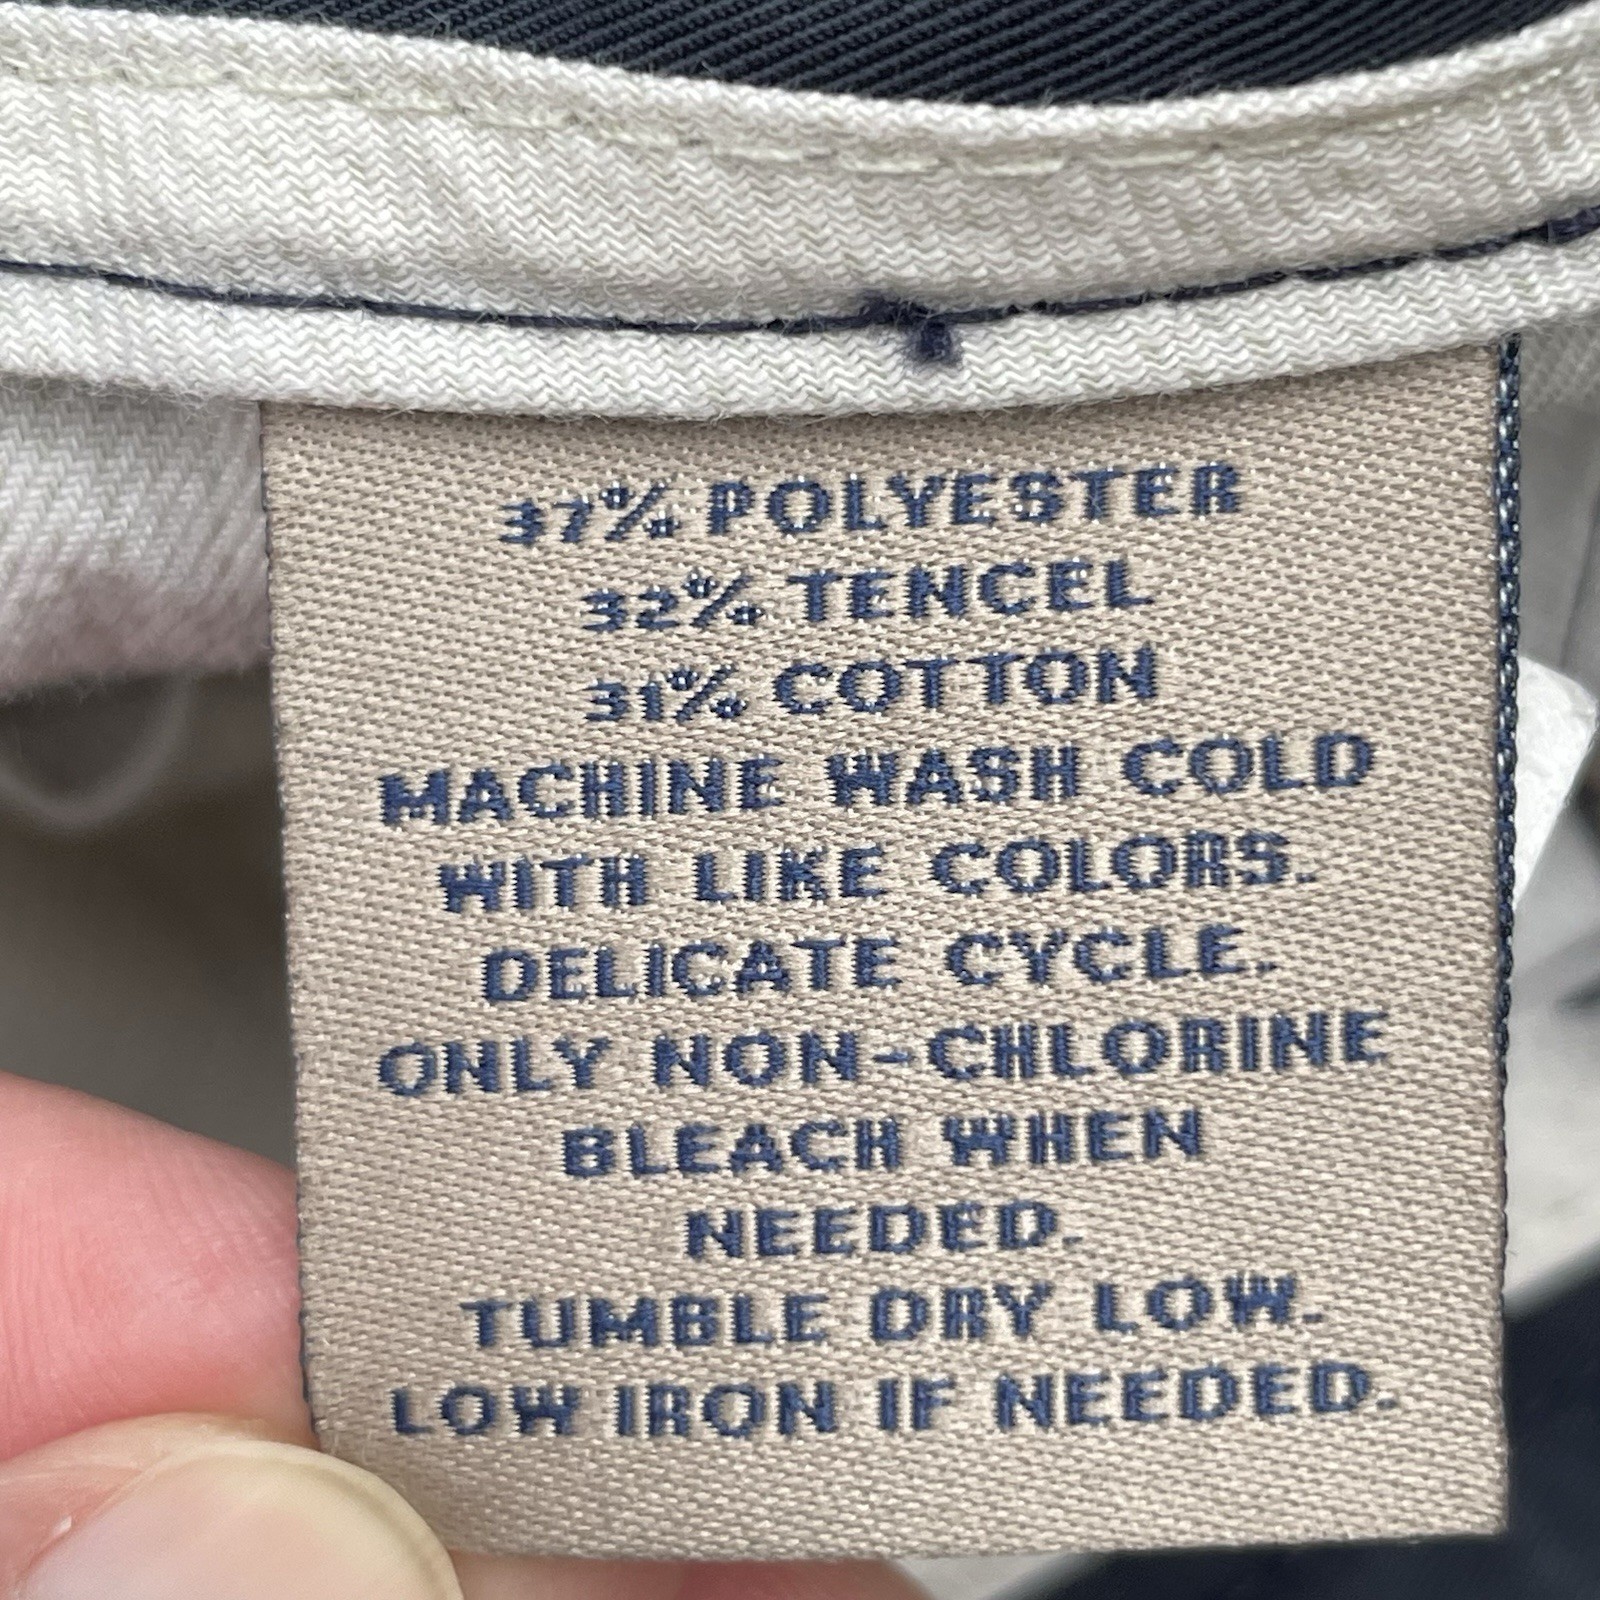 37% POLYESTER
32% TENCEL
31% COTTON
MACHINE WASH COLD
WITH LIKE COLORS.
DELICATE CYCLE.
ONLY NON-CHLORINE
BLEACH WHEN
NEEDED.
TUMBLE DRY LOW.
LOW IRON IF NEEDED.